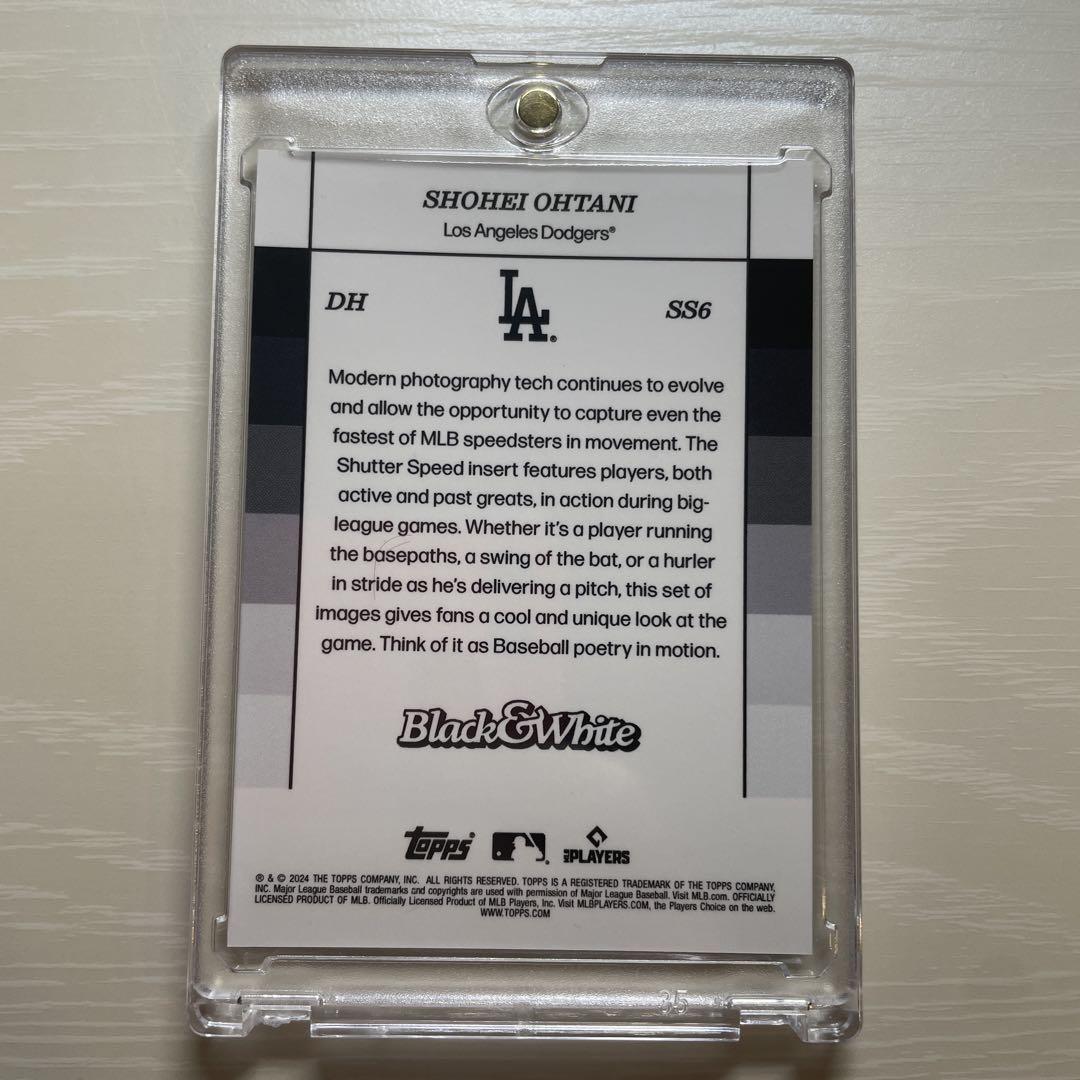 SHOHEI OHTANI
Los Angeles Dodgers®
DH
LA®
SS6
Modern photography tech continues to evolve
and allow the opportunity to capture even the
fastest of MLB speedsters in movement. The
Shutter Speed insert features players, both
active and past greats, in action during big-
league games. Whether it's a player running
the basepaths, a swing of the bat, or a hurler
in stride as he's delivering a pitch, this set of
images gives fans a cool and unique look at the
game. Think of it as Baseball poetry in motion.
Black&White
topps® MLB PLAYERS
® & © 2024 THE TOPPS COMPANY, INC. ALL RIGHTS RESERVED. TOPPS IS A REGISTERED TRADEMARK OF THE TOPPS COMPANY,
INC. Major League Baseball trademarks and copyrights are used with permission of Major League Baseball. Visit MLB.com. OFFICIALLY
LICENSED PRODUCT OF MLB. Officially Licensed Product of MLB Players, Inc. Visit MLBPLAYERS.COM, the Players Choice on the web.
WWW.TOPPS.COM
35